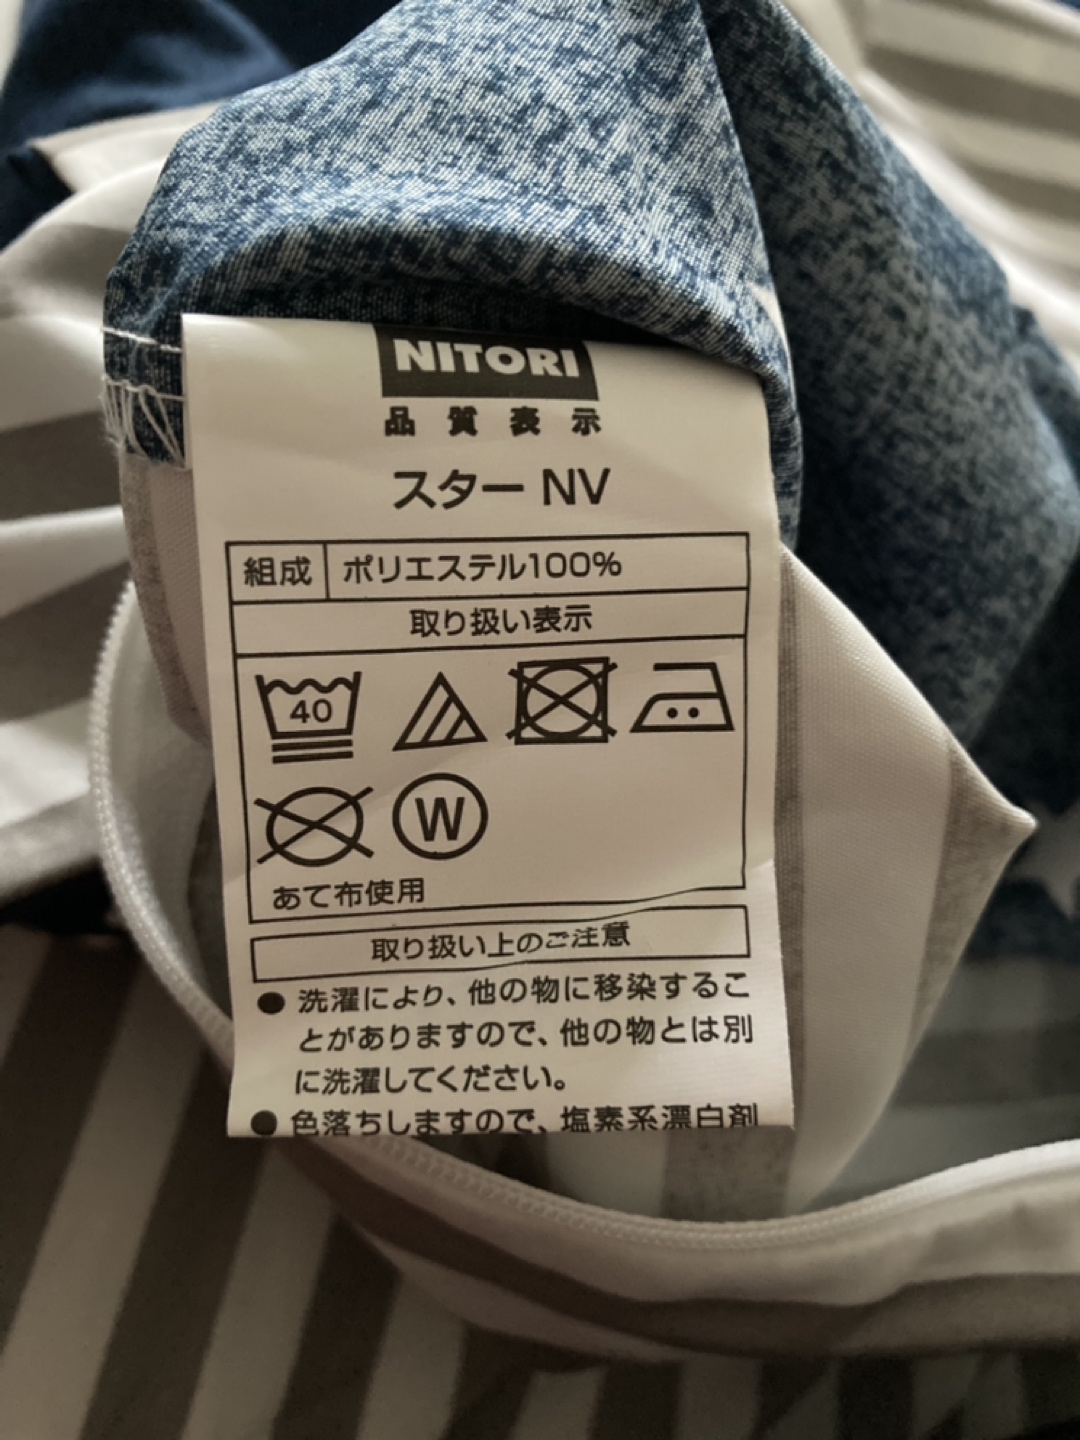 NITORI
品質表示
スター NV
組成 ポリエステル100%
取り扱い表示
40
W
あて布使用
取り扱い上のご注意
● 洗濯により、他の物に移染するこ
とがありますので、他の物とは別
に洗濯してください。
● 色落ちしますので、塩素系漂白剤